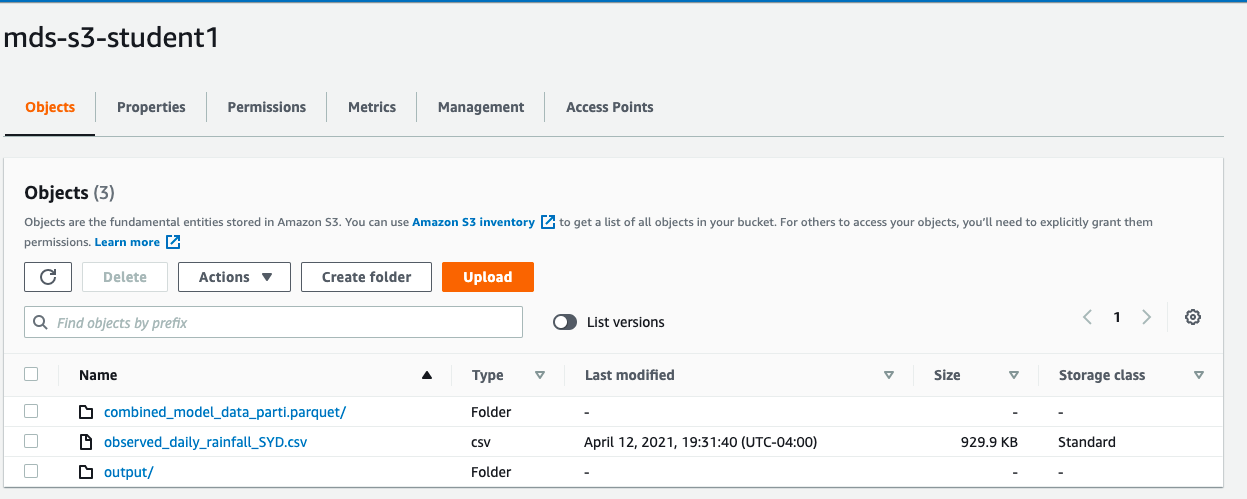 mds-s3-student1
Objects Properties Permissions Metrics Management Access Points
Objects (3)
Objects are the fundamental entities stored in Amazon S3. You can use Amazon S3 inventory to get a list of all objects in your bucket. For others to access your objects, you'll need to explicitly grant them
permissions. Learn more
Delete Actions Create folder Upload
Find objects by prefix List versions 1
Name Type Last modified Size Storage class
combined_model_data_parti.parquet/ Folder - - -
observed_daily_rainfall_SYD.csv csv April 12, 2021, 19:31:40 (UTC-04:00) 929.9 KB Standard
output/ Folder - - -